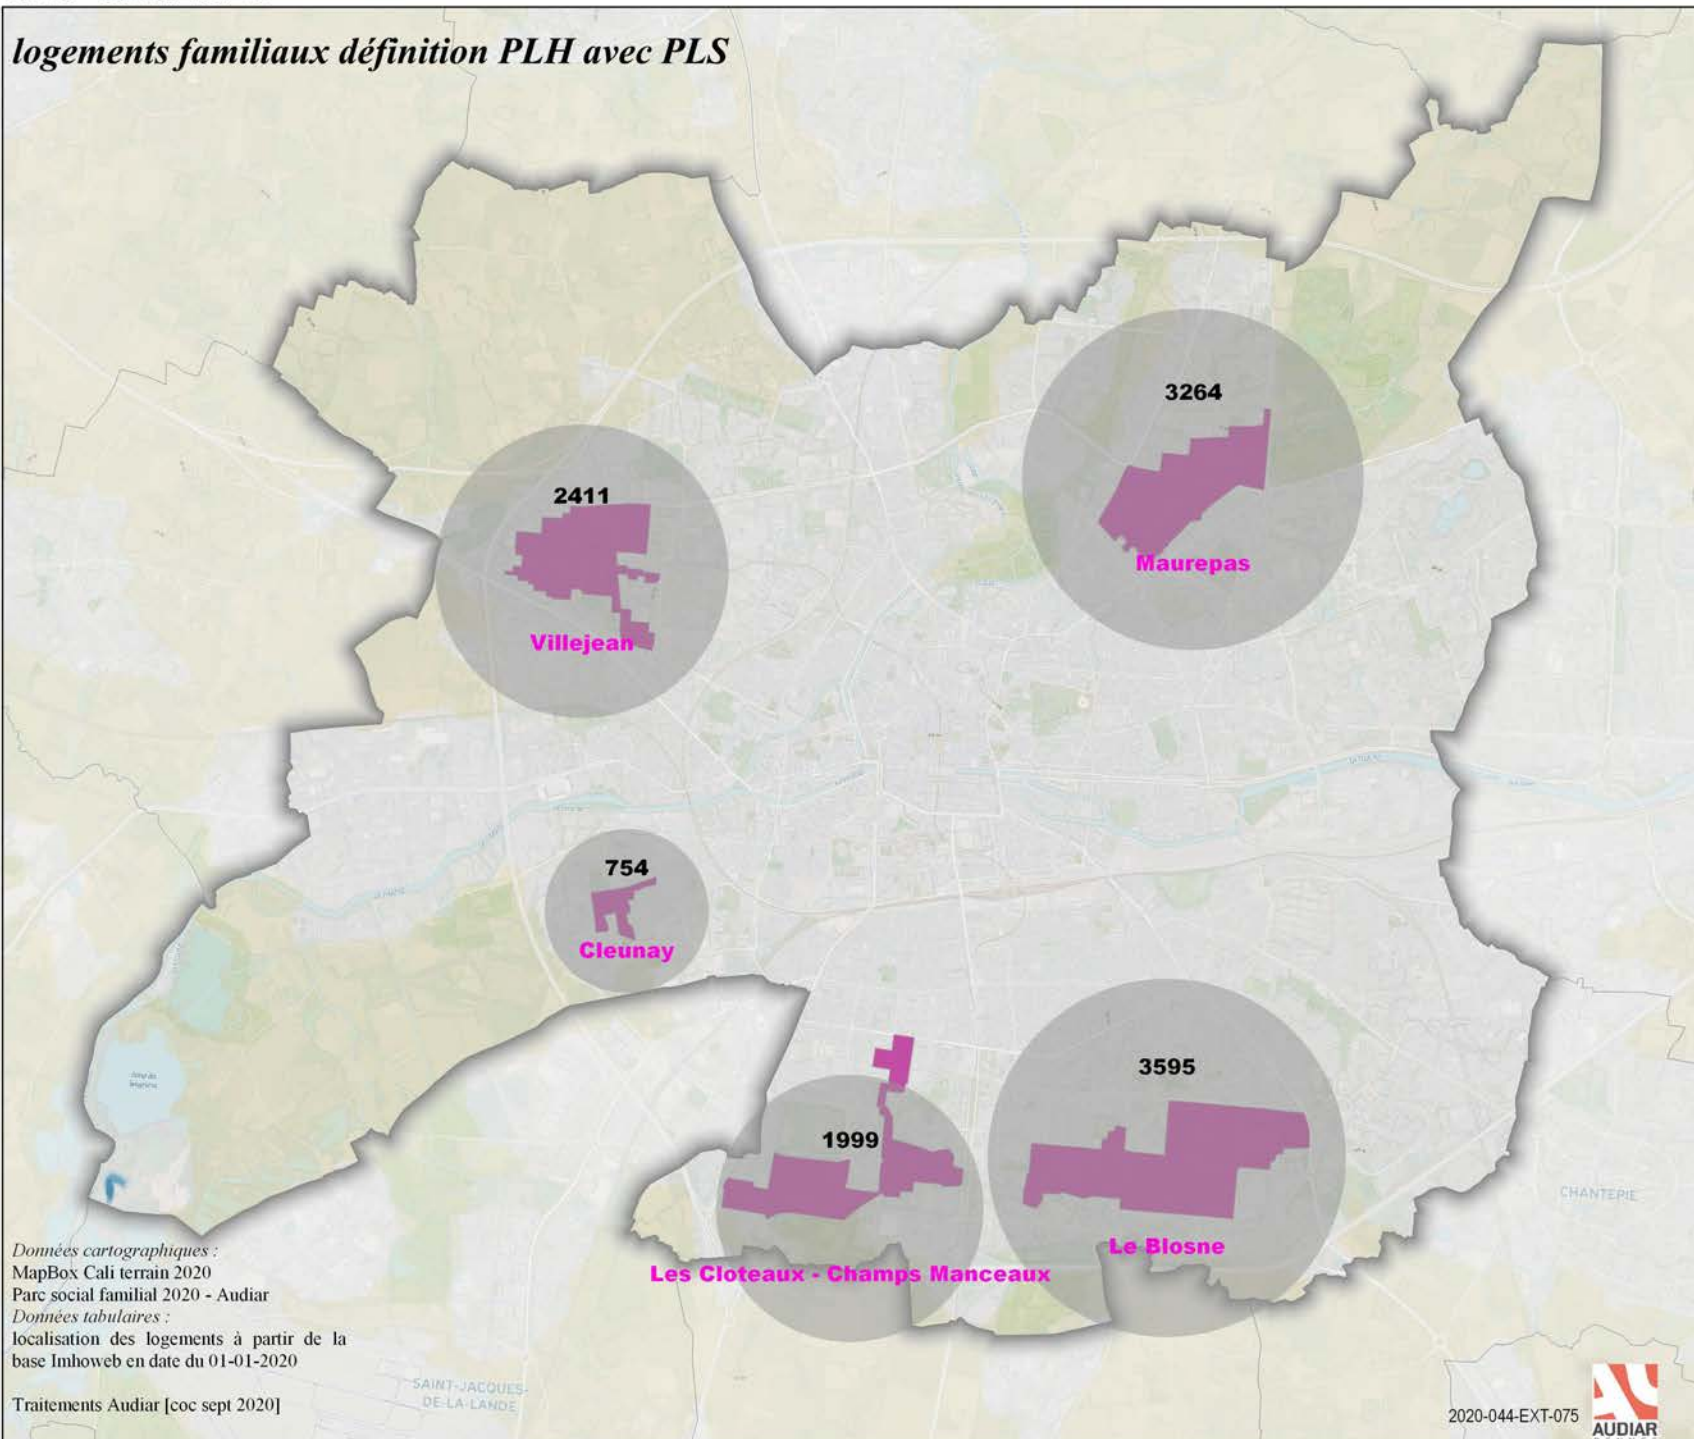 logements familiaux définition PLH avec PLS
3264
2411
Maurepas
Villejean
754
Cleunay
3595
1999
CHANTEPIE
Le Blosne
Les Cloteaux - Champs Manceaux
Données cartographiques :
MapBox Cali terrain 2020
Parc social familial 2020 - Audiar
Données tabulaires :
localisation des logements à partir de la
base Imhoweb en date du 01-01-2020
Traitements Audiar [coc sept 2020]
SAINT-JACQUES-
DE-LA-LANDE
2020-044-EXT-075
AUDIAR